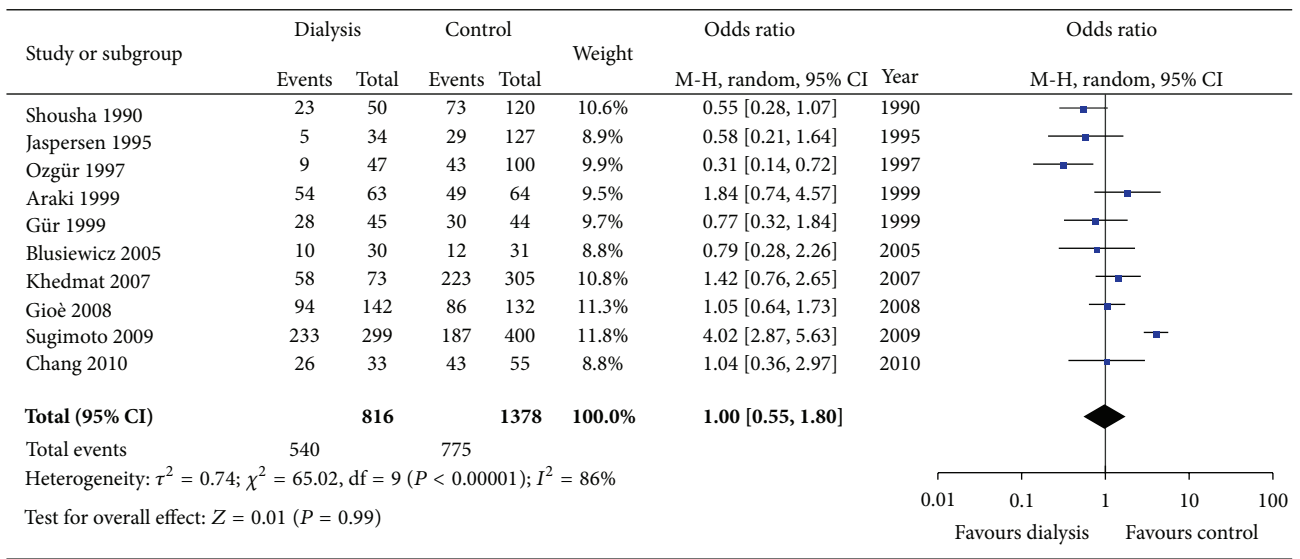 Dialysis Control Odds ratio Odds ratio
Study or subgroup Weight
Events Total Events Total M-H, random, 95% CI Year M-H, random, 95% CI
Shousha 1990 23 50 73 120 10.6% 0.55 [0.28, 1.07] 1990
Jaspersen 1995 5 34 29 127 8.9% 0.58 [0.21, 1.64] 1995
Ozgür 1997 9 47 43 100 9.9% 0.31 [0.14, 0.72] 1997
Araki 1999 54 63 49 64 9.5% 1.84 [0.74, 4.57] 1999
Gür 1999 28 45 30 44 9.7% 0.77 [0.32, 1.84] 1999
Blusiewicz 2005 10 30 12 31 8.8% 0.79 [0.28, 2.26] 2005
Khedmat 2007 58 73 223 305 10.8% 1.42 [0.76, 2.65] 2007
Gioè 2008 94 142 86 132 11.3% 1.05 [0.64, 1.73] 2008
Sugimoto 2009 233 299 187 400 11.8% 4.02 [2.87, 5.63] 2009
Chang 2010 26 33 43 55 8.8% 1.04 [0.36, 2.97] 2010
Total (95% CI) 816 1378 100.0% 1.00 [0.55, 1.80]
Total events 540 775
Heterogeneity: τ² = 0.74; χ² = 65.02, df = 9 (P < 0.00001); I² = 86%
Test for overall effect: Z = 0.01 (P = 0.99)
0.01 0.1 1 10 100
Favours dialysis Favours control